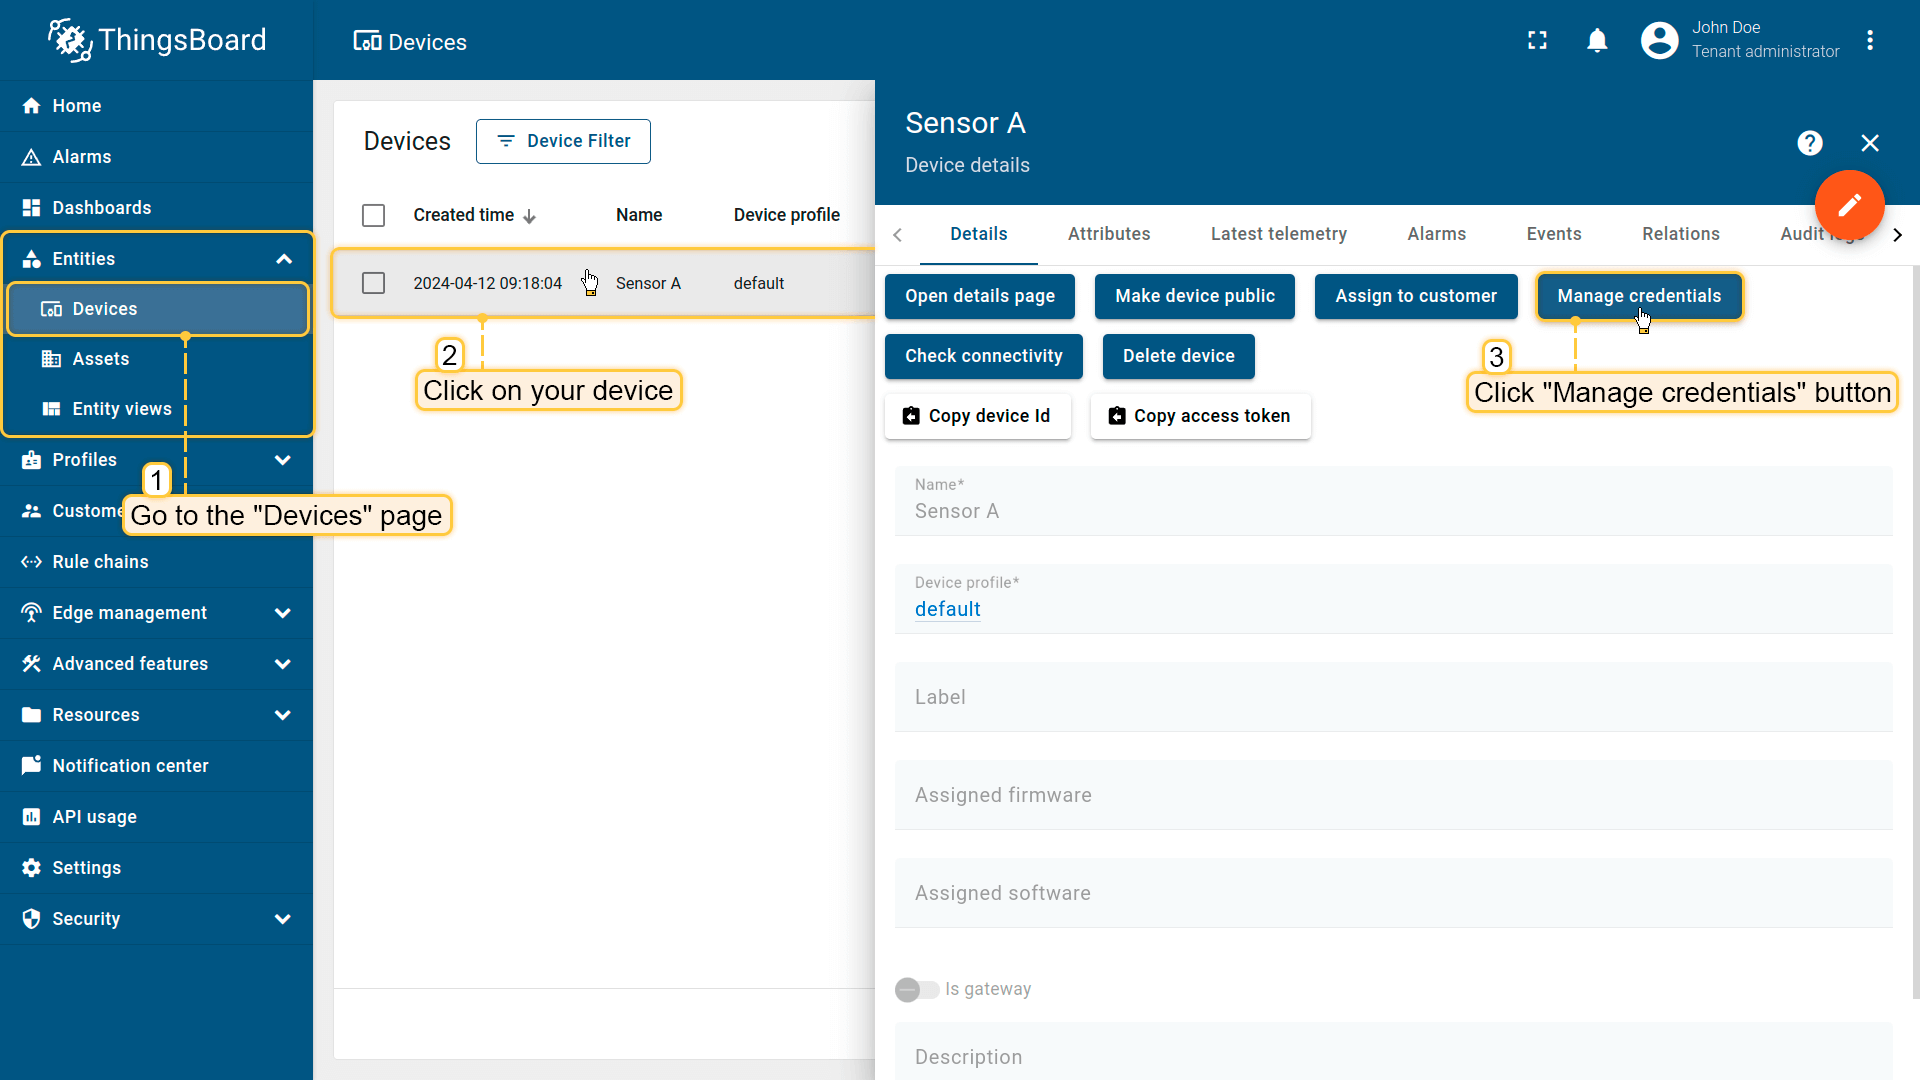 ThingsBoard
Devices
John Doe
Tenant administrator
Home
Alarms
Dashboards
Entities
Devices
Assets
Entity views
Profiles
Rule chains
Edge management
Advanced features
Resources
Notification center
API usage
Settings
Security
1
Go to the "Devices" page
Devices
Device Filter
Created time
Name
Device profile
2024-04-12 09:18:04
Sensor A
default
2
Click on your device
Sensor A
Device details
?
Details
Attributes
Latest telemetry
Alarms
Events
Relations
Audit
Open details page
Make device public
Assign to customer
Manage credentials
Check connectivity
Delete device
3
Click "Manage credentials" button
Copy device Id
Copy access token
Name*
Sensor A
Device profile*
default
Label
Assigned firmware
Assigned software
Is gateway
Description